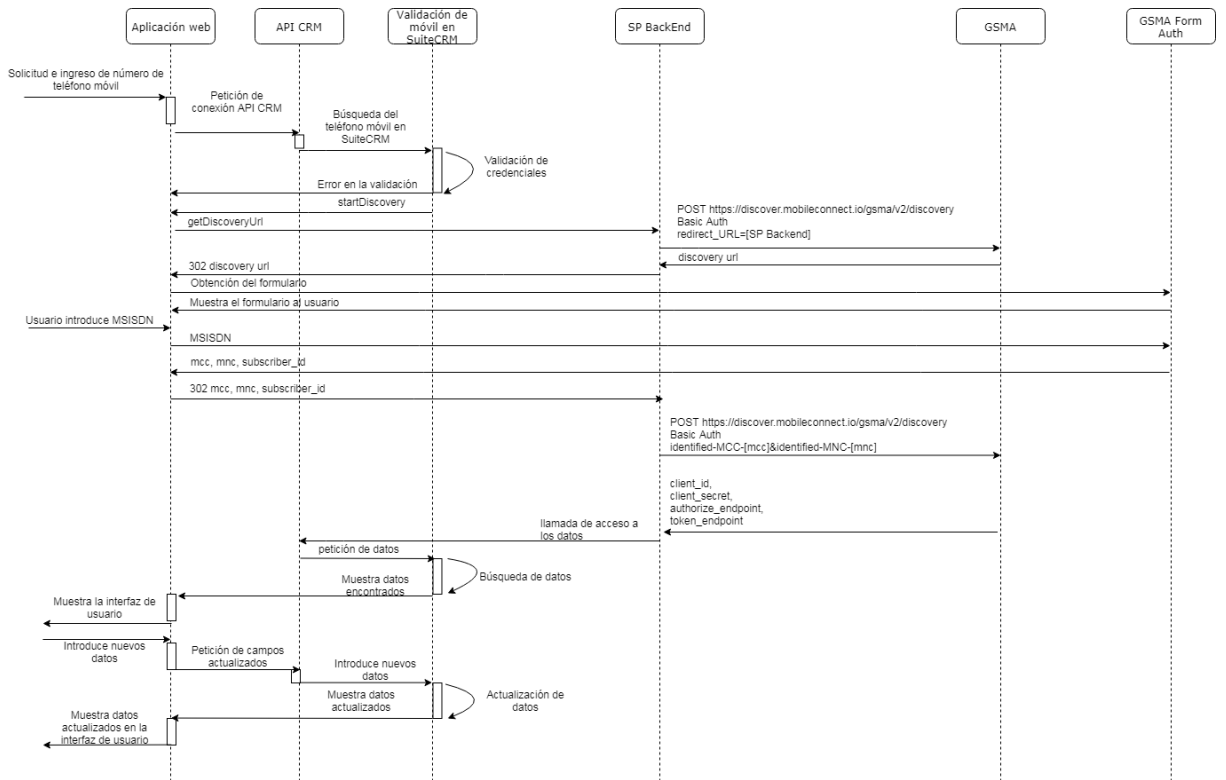 Aplicación web
API CRM
Validación de
móvil en
SuiteCRM
SP BackEnd
GSMA
GSMA Form
Auth
Solicitud e ingreso de número de
teléfono móvil
Petición de
conexión API CRM
Búsqueda del
teléfono móvil en
SuiteCRM
Validación de
credenciales
Error en la validación
startDiscovery
getDiscoveryUrl
POST https://discover.mobileconnect.io/gsma/v2/discovery
Basic Auth
redirect_URL=[SP Backend]
discovery url
302 discovery url
Obtención del formulario
Muestra el formulario al usuario
Usuario introduce MSISDN
MSISDN
mcc, mnc, subscriber_id
302 mcc, mnc, subscriber_id
POST https://discover.mobileconnect.io/gsma/v2/discovery
Basic Auth
identified-MCC-[mcc]&identified-MNC-[mnc]
client_id,
client_secret,
authorize_endpoint,
token_endpoint
llamada de acceso a
los datos
petición de datos
Búsqueda de datos
Muestra datos
encontrados
Muestra la interfaz de
usuario
Introduce nuevos
datos
Petición de campos
actualizados
Introduce nuevos
datos
Actualización de
datos
Muestra datos
actualizados
Muestra datos
actualizados en la
interfaz de usuario